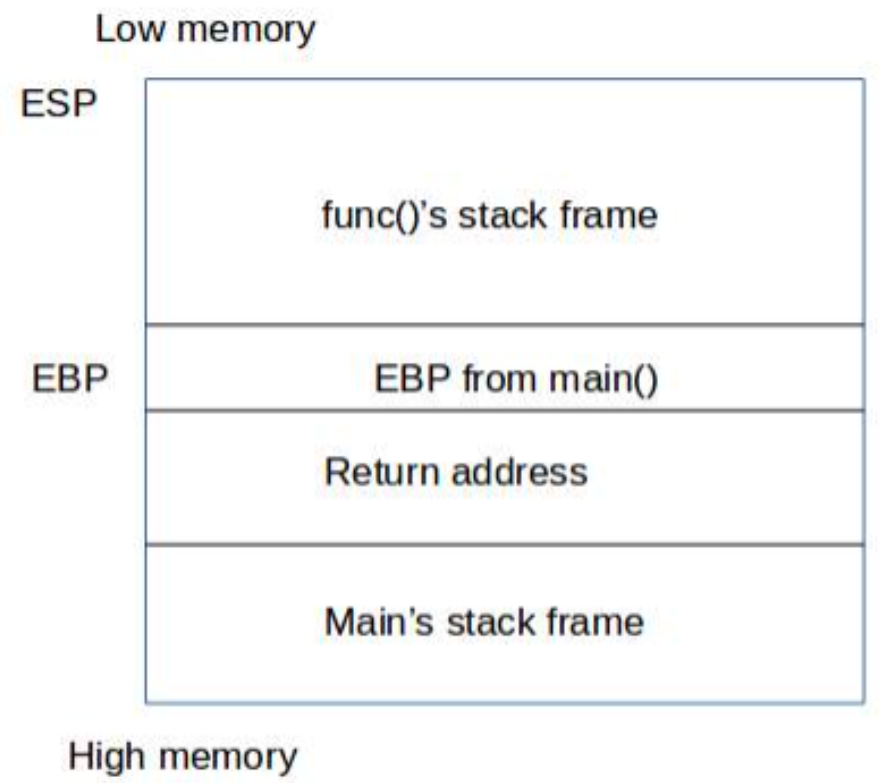 Low memory
ESP
func()’s stack frame
EBP
EBP from main()
Return address
Main’s stack frame
High memory